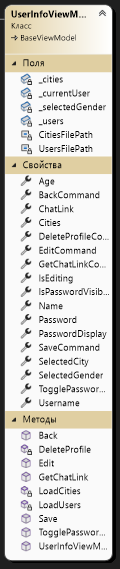 UserInfoViewM...
Класс
BaseViewModel
Поля
_cities
_currentUser
_selectedGender
_users
CitiesFilePath
UsersFilePath
Свойства
Age
BackCommand
ChatLink
Cities
DeleteProfileCo...
EditCommand
GetChatLinkCo...
IsEditing
IsPasswordVisib...
Name
Password
PasswordDisplay
SaveCommand
SelectedCity
SelectedGender
TogglePasswor...
Username
Методы
Back
DeleteProfile
Edit
GetChatLink
LoadCities
LoadUsers
Save
TogglePasswor...
UserInfoViewM...